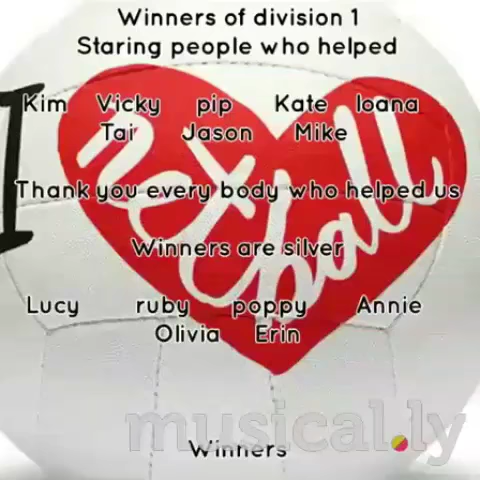 Winners of division 1
Staring people who helped
I
netball
Kim Vicky pip Kate Ioana
Tai Jason Mike
Thank you every body who helped us
Winners are silver
Lucy ruby poppy Annie
Olivia Erin
musical.ly
Winners